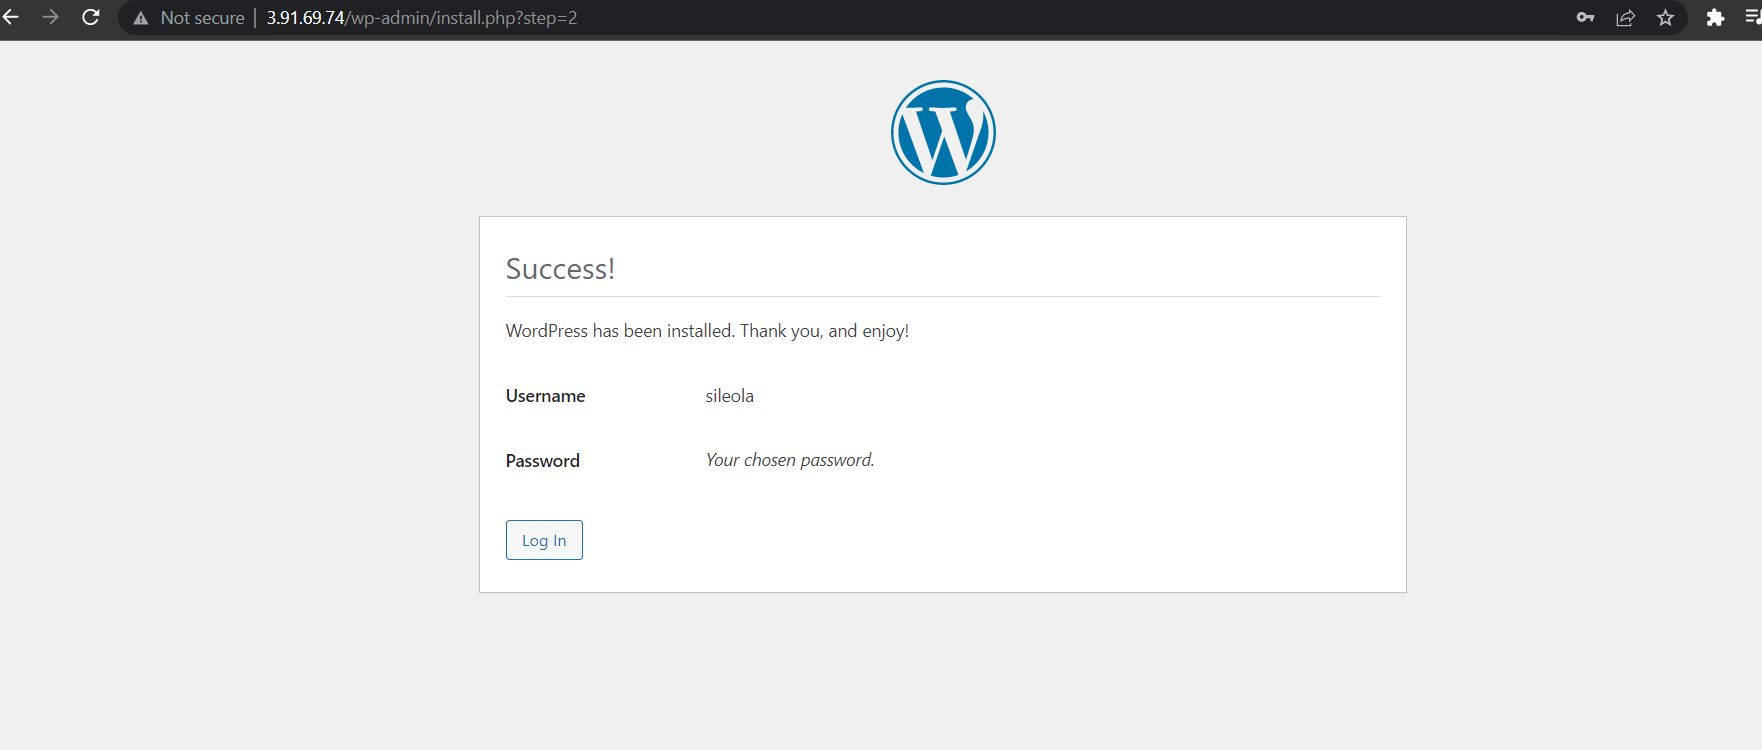 Not secure | 3.91.69.74/wp-admin/install.php?step=2
W
Success!
WordPress has been installed. Thank you, and enjoy!
Username sileola
Password Your chosen password.
Log In